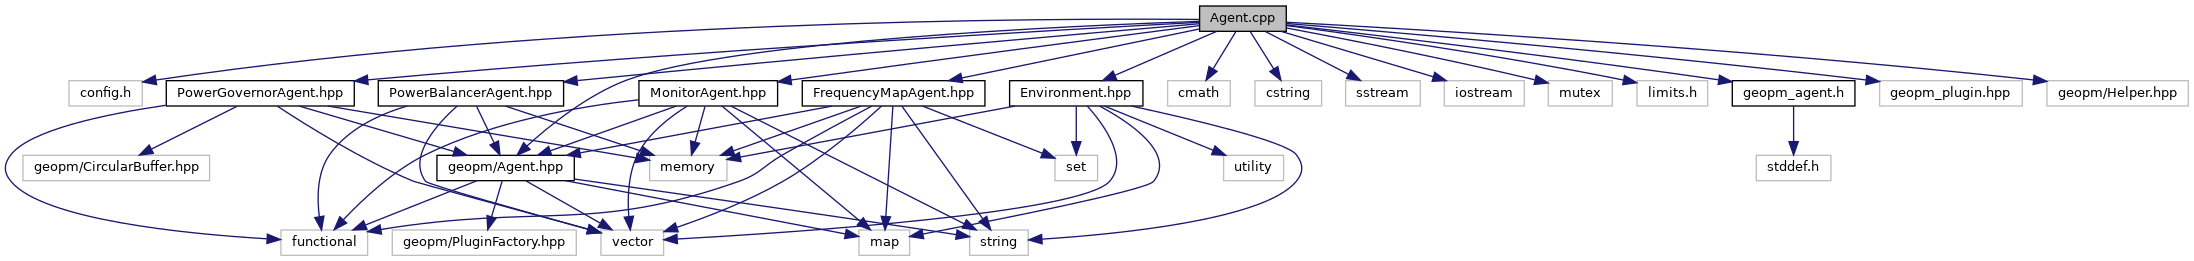 Agent.cpp
config.h
PowerGovernorAgent.hpp
PowerBalancerAgent.hpp
MonitorAgent.hpp
FrequencyMapAgent.hpp
Environment.hpp
cmath
cstring
sstream
iostream
mutex
limits.h
geopm_agent.h
geopm_plugin.hpp
geopm/Helper.hpp
geopm/CircularBuffer.hpp
geopm/Agent.hpp
memory
set
utility
stddef.h
functional
geopm/PluginFactory.hpp
vector
map
string